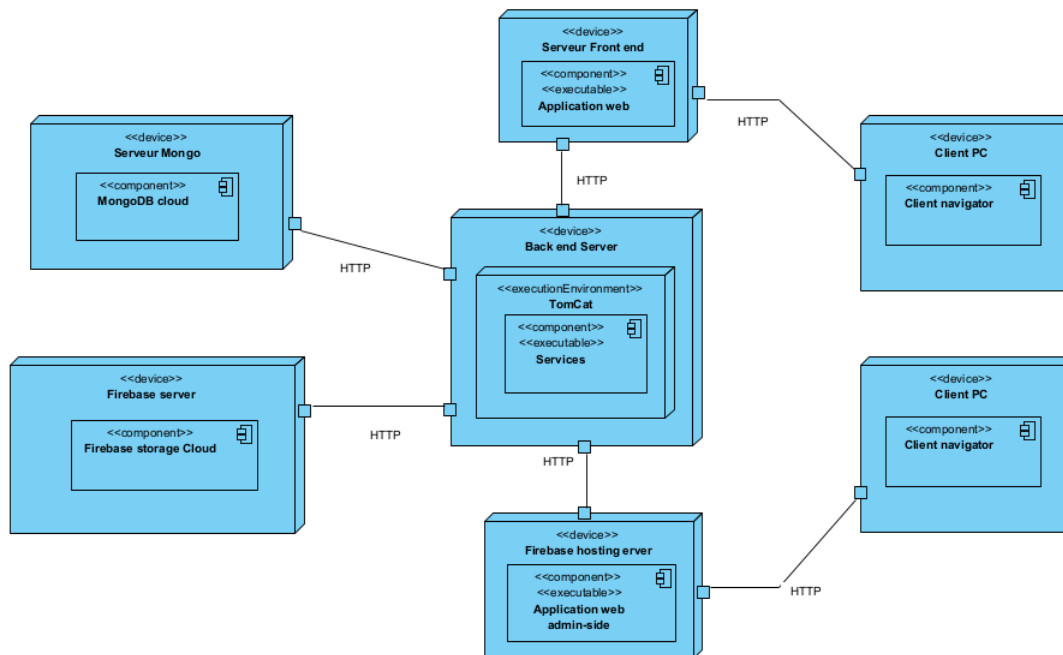 <<device>>
Serveur Front end
<<component>>
<<executable>>
Application web
HTTP
<<device>>
Serveur Mongo
<<component>>
MongoDB cloud
<<device>>
Client PC
<<component>>
Client navigator
HTTP
HTTP
<<device>>
Back end Server
<<executionEnvironment>>
TomCat
<<component>>
<<executable>>
Services
<<device>>
Firebase server
<<component>>
Firebase storage Cloud
HTTP
<<device>>
Client PC
<<component>>
Client navigator
HTTP
<<device>>
Firebase hosting erver
<<component>>
<<executable>>
Application web
admin-side
HTTP